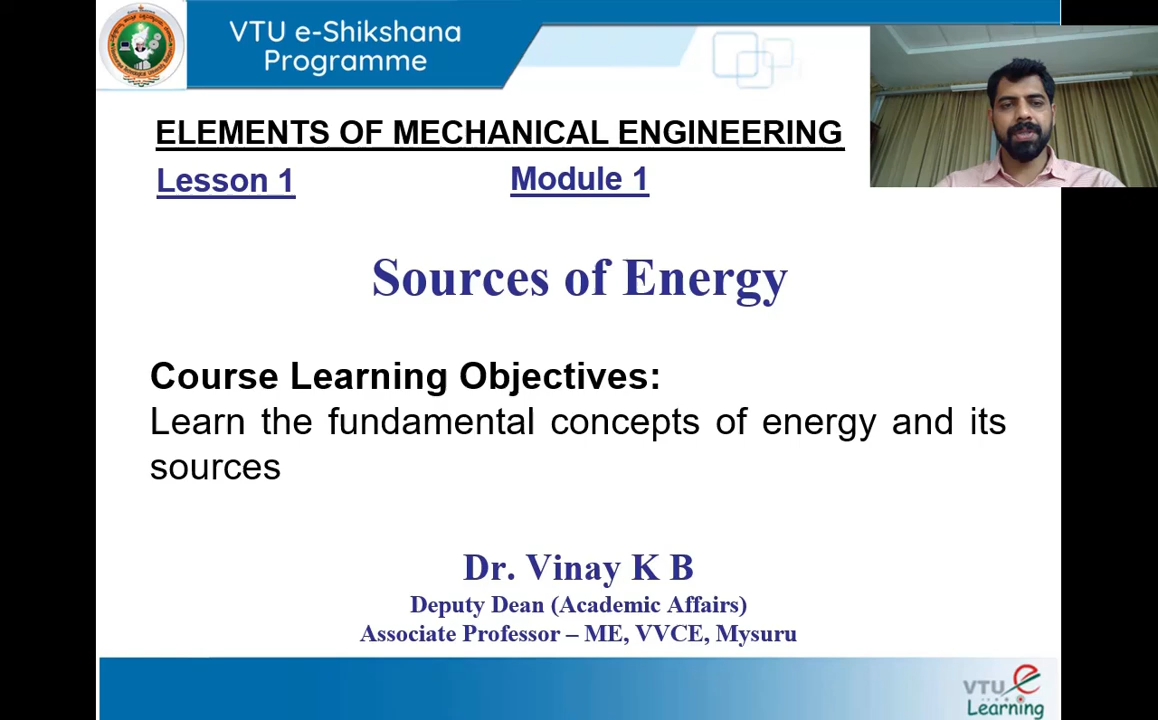 VTU e-Shikshana
Programme
ELEMENTS OF MECHANICAL ENGINEERING
Lesson 1 Module 1
Sources of Energy
Course Learning Objectives:
Learn the fundamental concepts of energy and its
sources
Dr. Vinay K B
Deputy Dean (Academic Affairs)
Associate Professor – ME, VVCE, Mysuru
VTU e
Learning